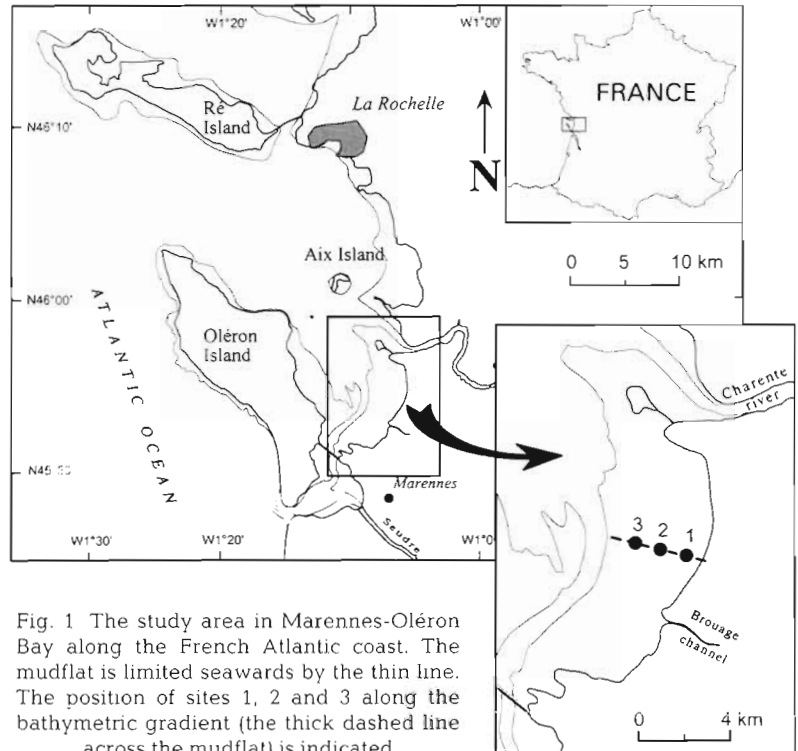 W1°20'
W1°00'
Ré
Island
La Rochelle
N46°10'
N
FRANCE
0 5 10 km
Aix Island
N46°00'
ATLANTIC OCEAN
Oléron
Island
Charente
river
Marennes
Seudre
3 2 1
Brouage
channel
W1°30'
W1°20'
0 4 km
Fig. 1 The study area in Marennes-Oléron
Bay along the French Atlantic coast. The
mudflat is limited seawards by the thin line.
The position of sites 1, 2 and 3 along the
bathymetric gradient (the thick dashed line
across the mudflat) is indicated